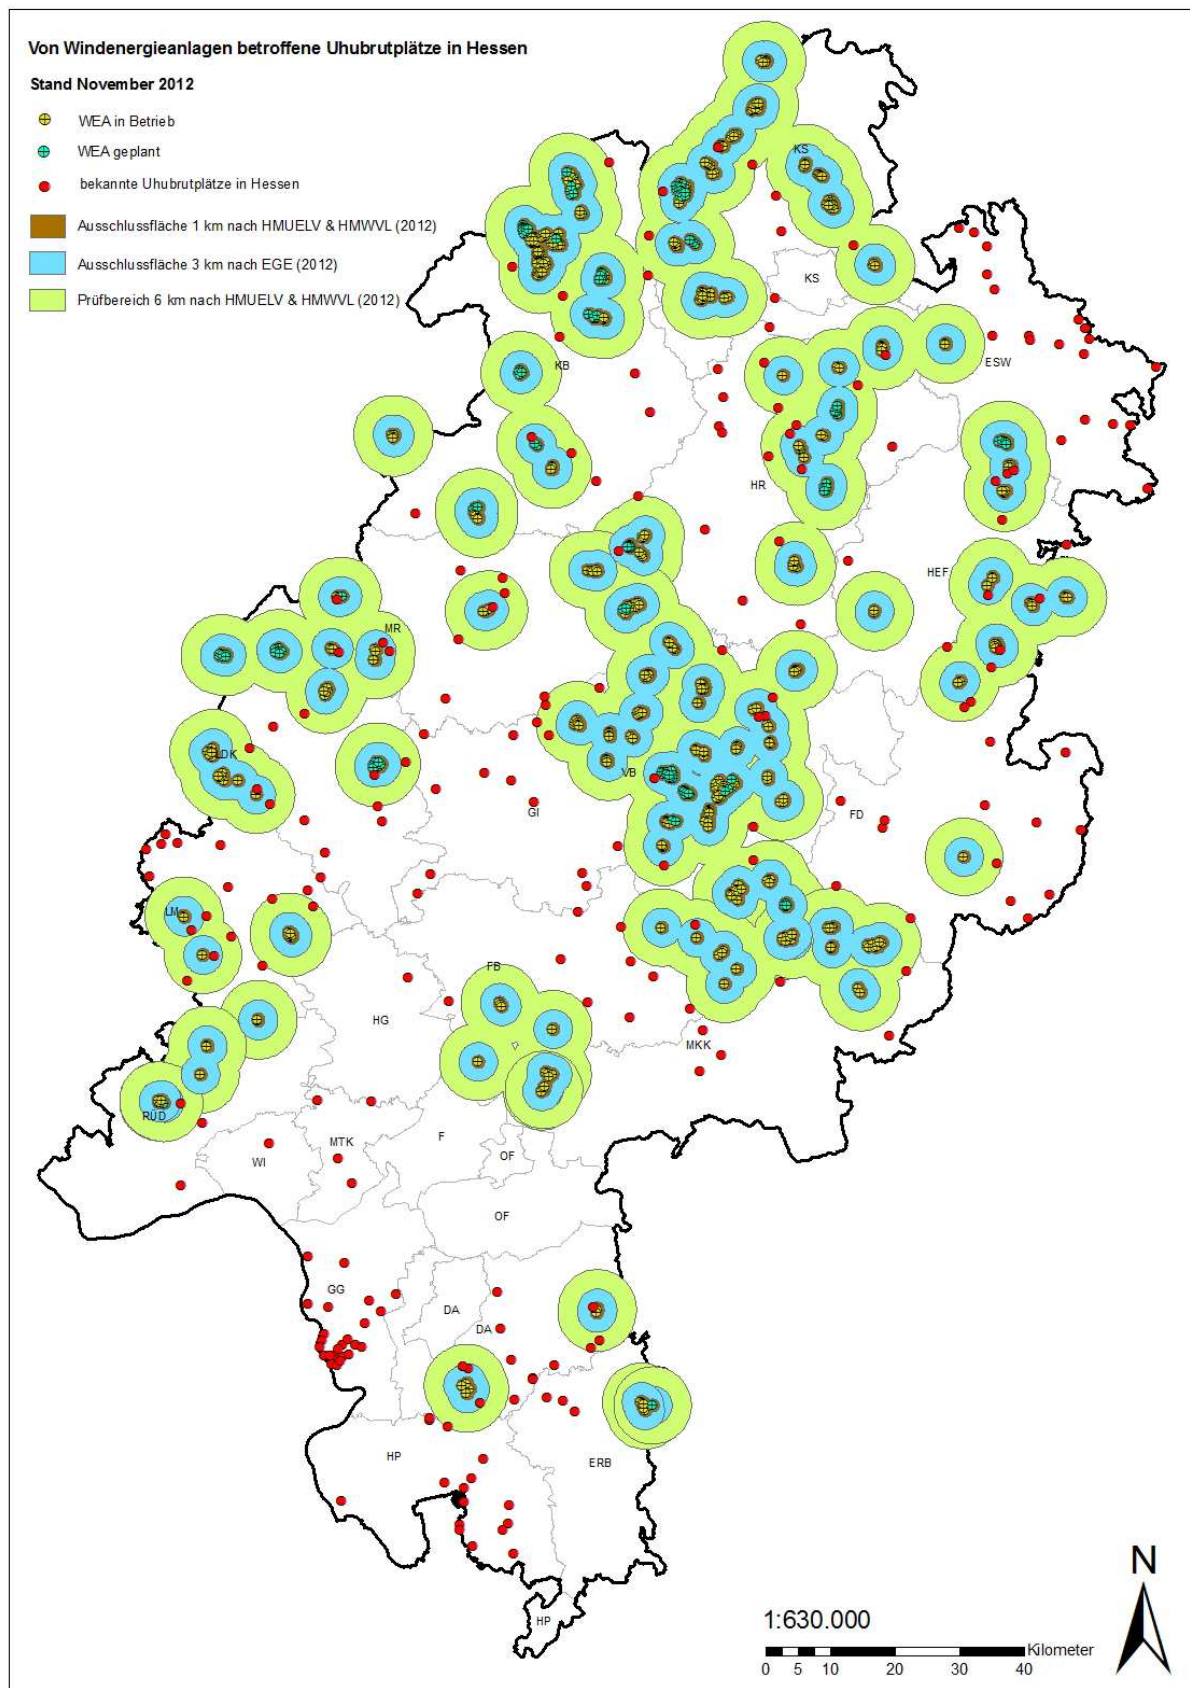 Von Windenergieanlagen betroffene Uhubrutplätze in Hessen
Stand November 2012
WEA in Betrieb
WEA geplant
bekannte Uhubrutplätze in Hessen
Ausschlussfläche 1 km nach HMUELV & HMWVL (2012)
Ausschlussfläche 3 km nach EGE (2012)
Prüfbereich 6 km nach HMUELV & HMWVL (2012)
KS
KS
ESW
KB
HR
HEF
MR
LDK
VB
GI
FD
LM
FB
HG
MKK
RÜD
F
MTK
OF
WI
OF
GG
DA
DA
HP
ERB
HP
N
1:630.000
Kilometer
0 5 10 20 30 40